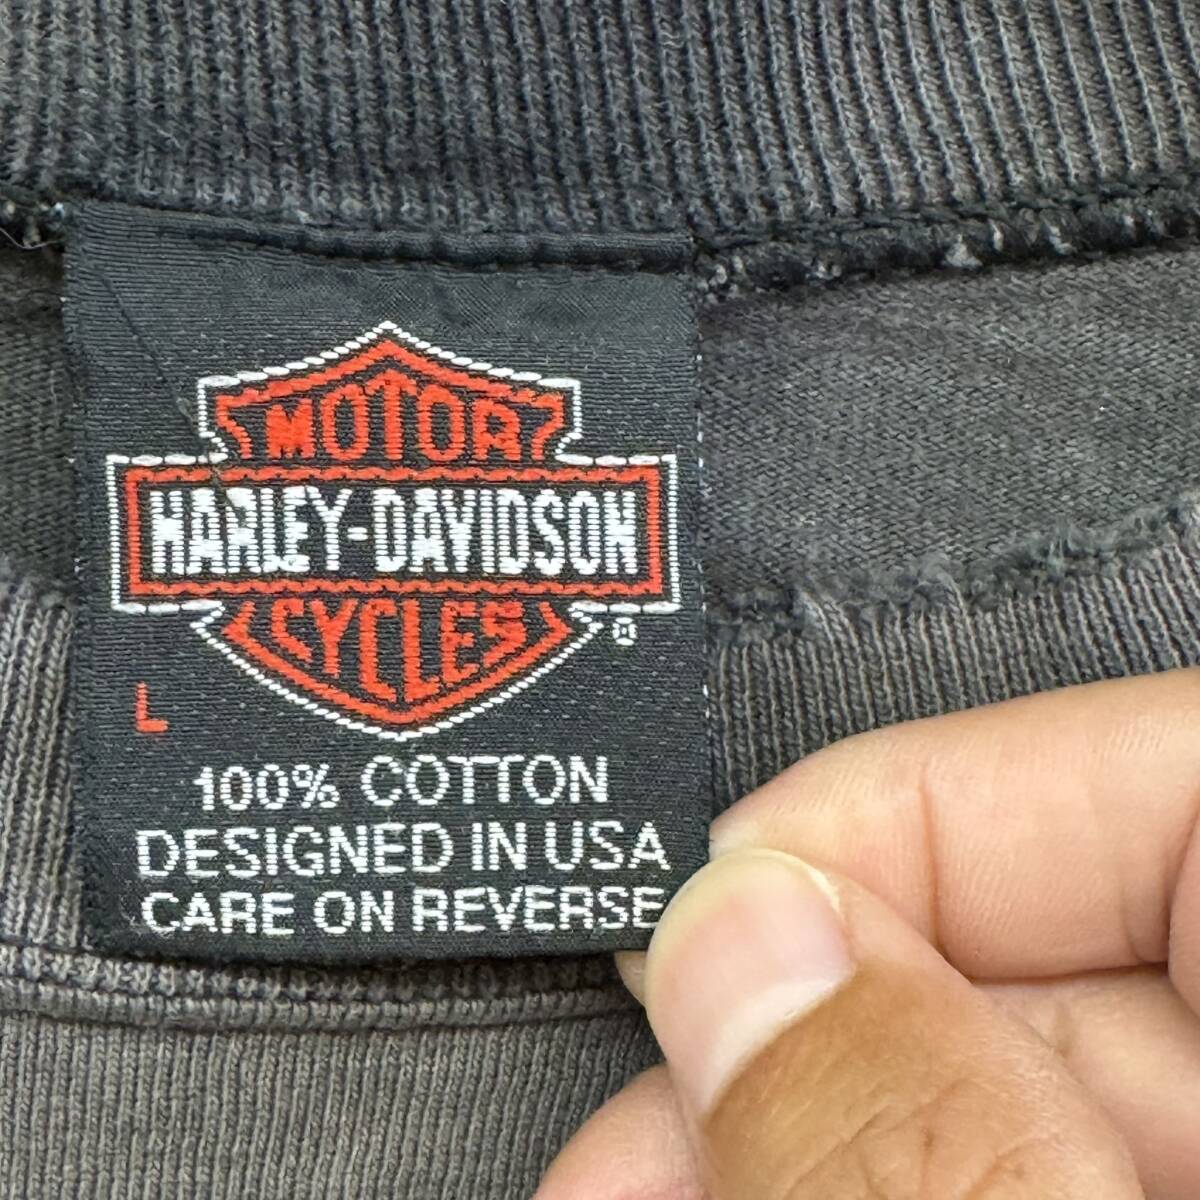 MOTOR
HARLEY-DAVIDSON
CYCLES
®
L
100% COTTON
DESIGNED IN USA
CARE ON REVERSE